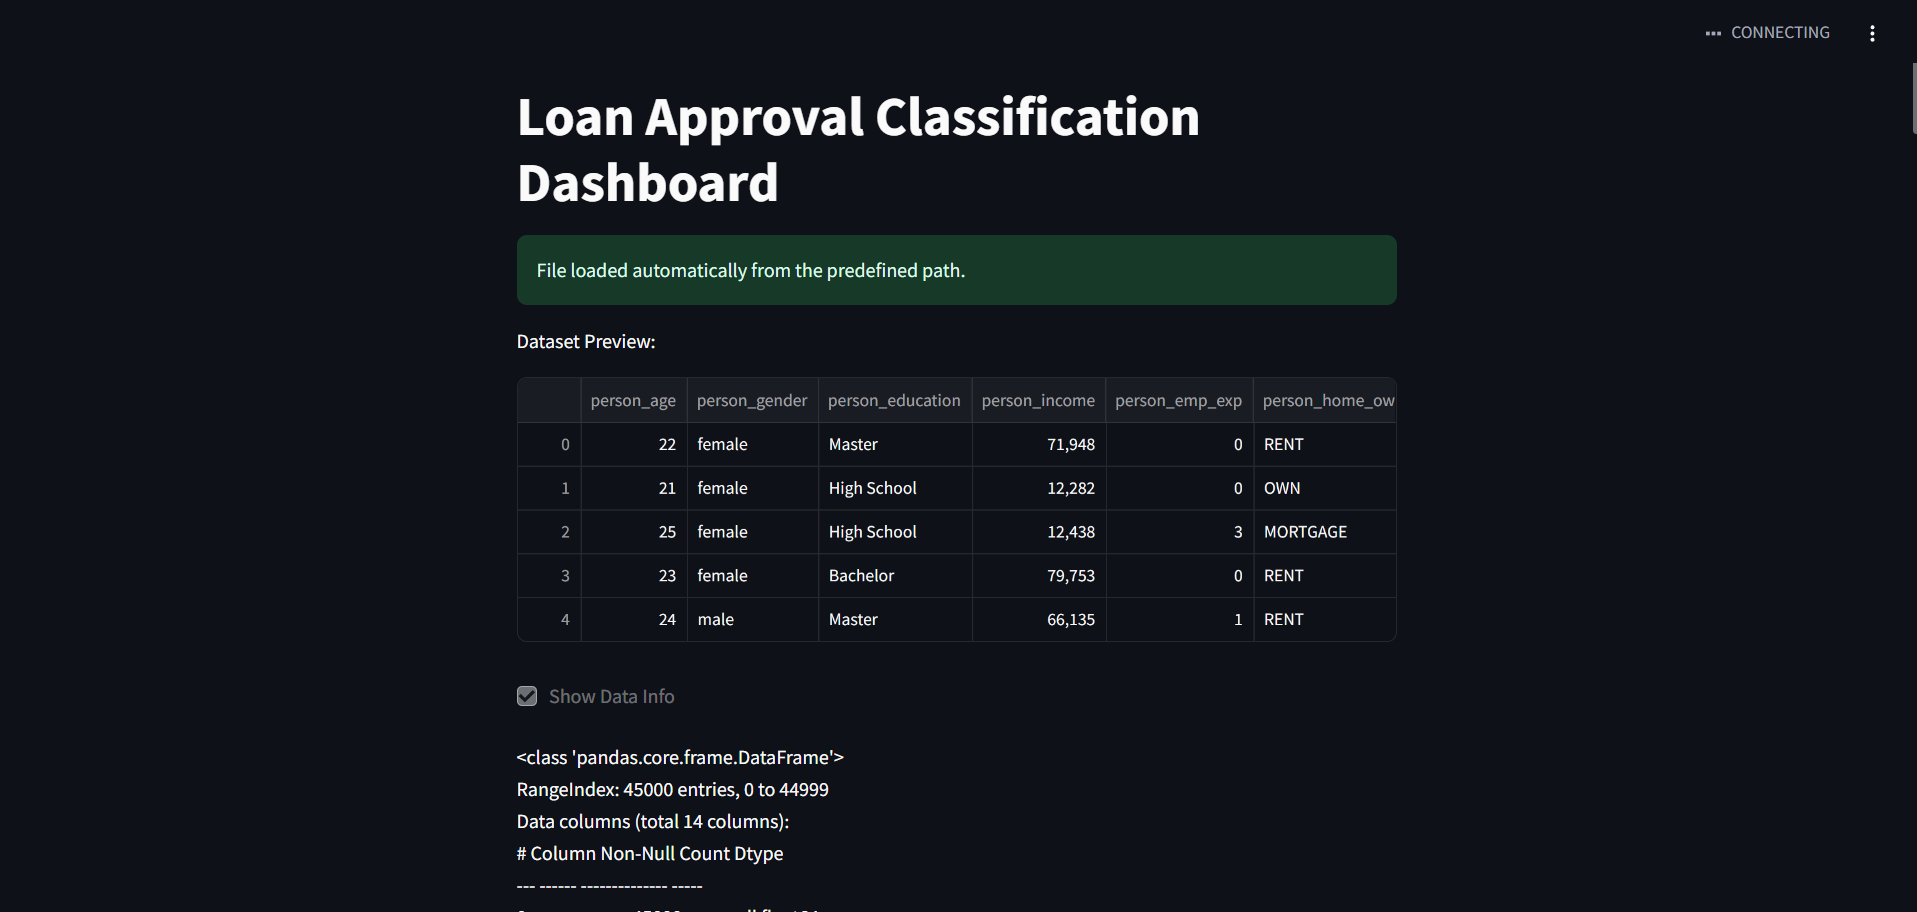 CONNECTING
Loan Approval Classification
Dashboard
File loaded automatically from the predefined path.
Dataset Preview:
person_age person_gender person_education person_income person_emp_exp person_home_ow
0 22 female Master 71,948 0 RENT
1 21 female High School 12,282 0 OWN
2 25 female High School 12,438 3 MORTGAGE
3 23 female Bachelor 79,753 0 RENT
4 24 male Master 66,135 1 RENT
Show Data Info
<class 'pandas.core.frame.DataFrame'>
RangeIndex: 45000 entries, 0 to 44999
Data columns (total 14 columns):
# Column Non-Null Count Dtype
--- ------ -------------- -----